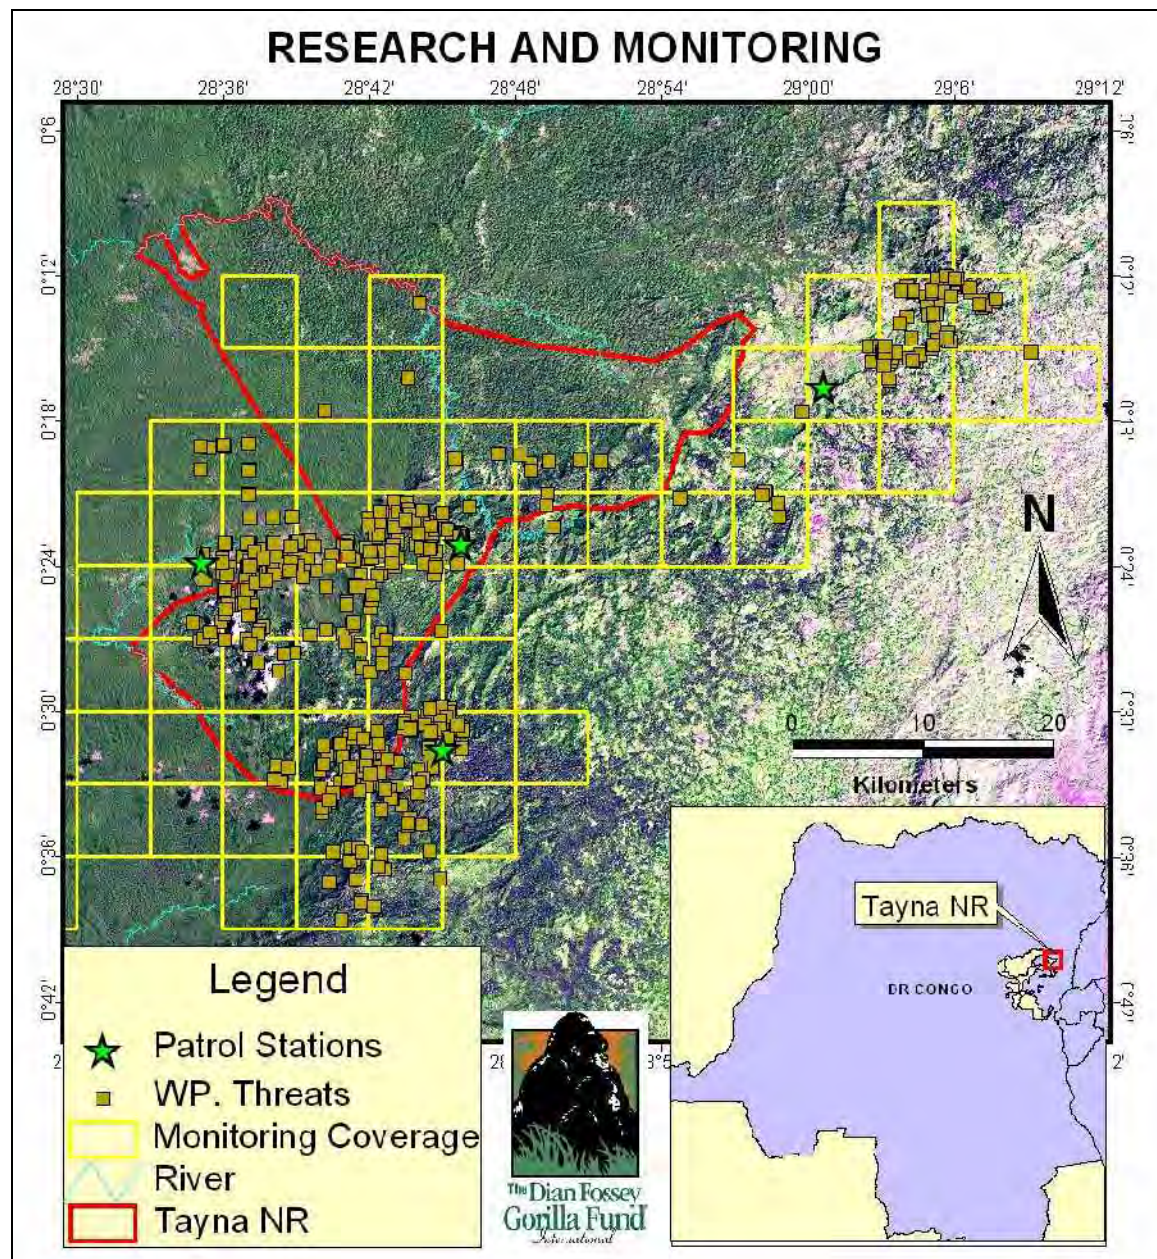 RESEARCH AND MONITORING
28°30' 28°36' 28°42' 28°48' 28°54' 29°00' 29°6' 29°12'
0°6'
0°12'
0°18'
0°24'
0°30'
0°36'
0°42'
N
0 10 20
Kilometers
Tayna NR
DR CONGO
Legend
Patrol Stations
WP. Threats
Monitoring Coverage
River
Tayna NR
The Dian Fossey
Gorilla Fund
International